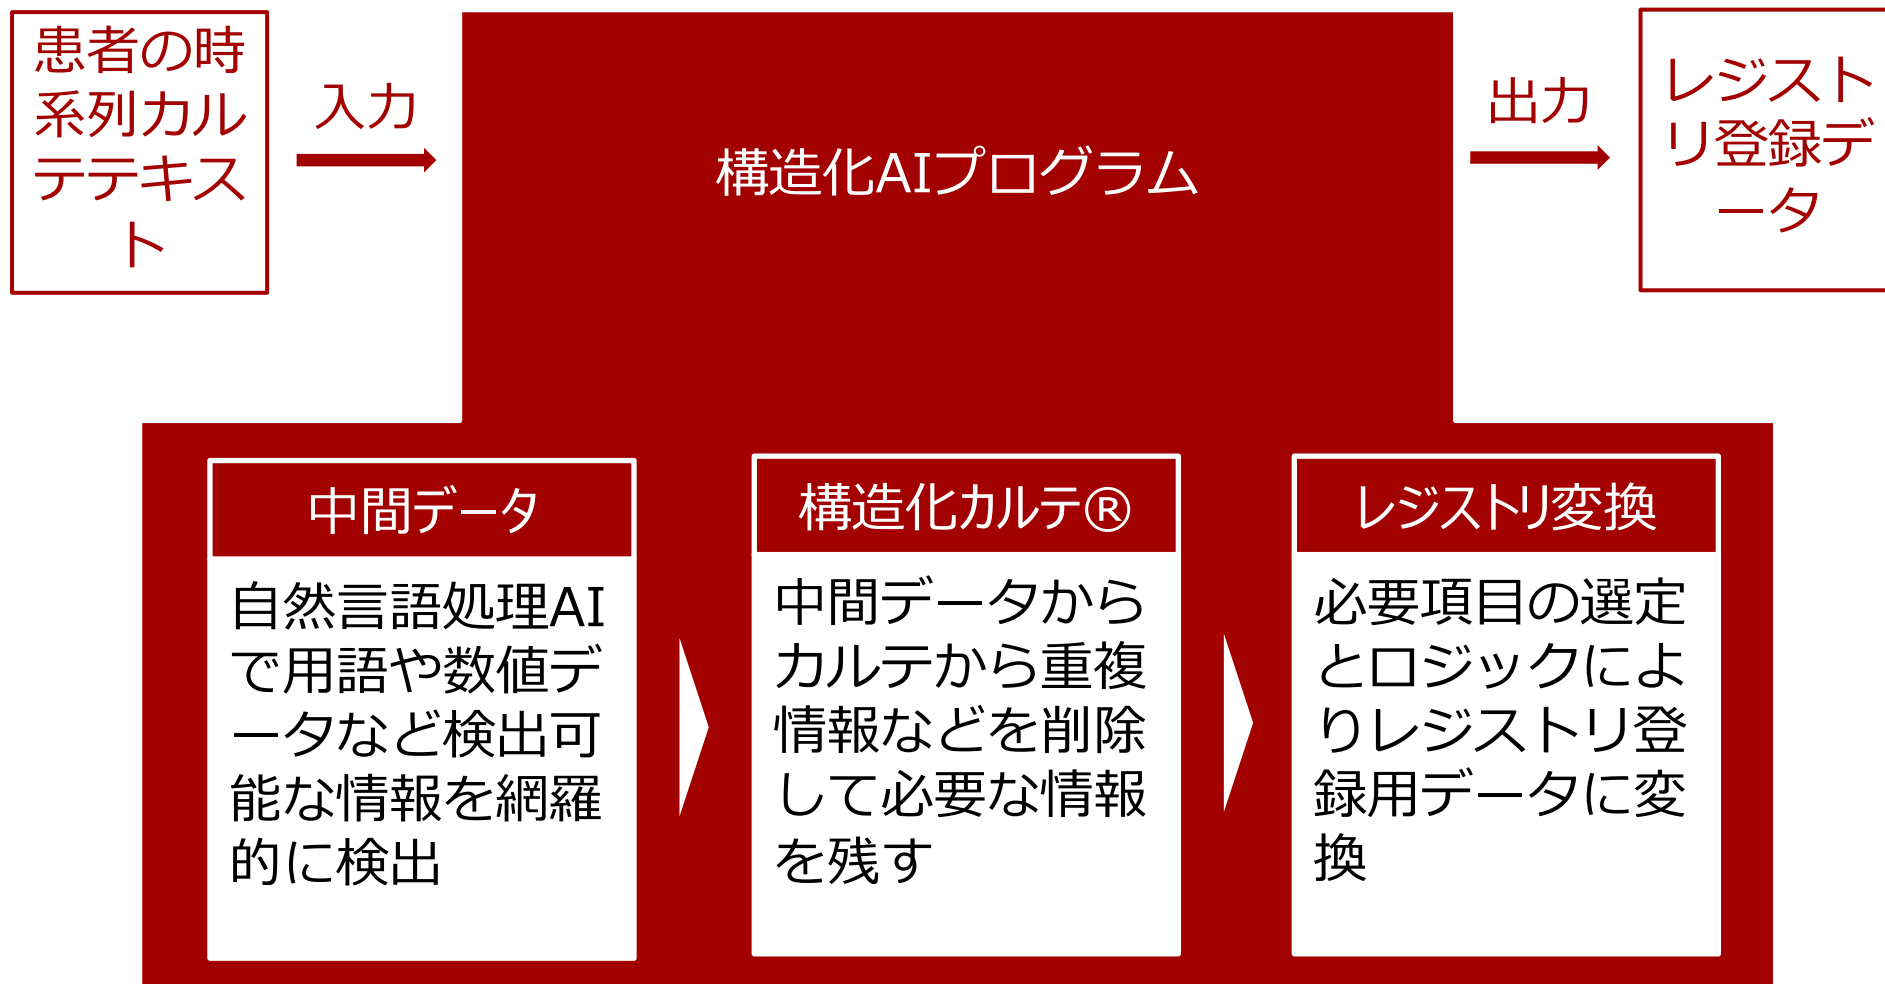 患者の時
系列カル
テテキス
ト
入力
構造化AIプログラム
出力
レジスト
リ登録デ
ータ
中間データ
自然言語処理AI
で用語や数値デ
ータなど検出可
能な情報を網羅
的に検出
構造化カルテ®
中間データから
カルテから重複
情報などを削除
して必要な情報
を残す
レジストリ変換
必要項目の選定
とロジックによ
りレジストリ登
録用データに変
換